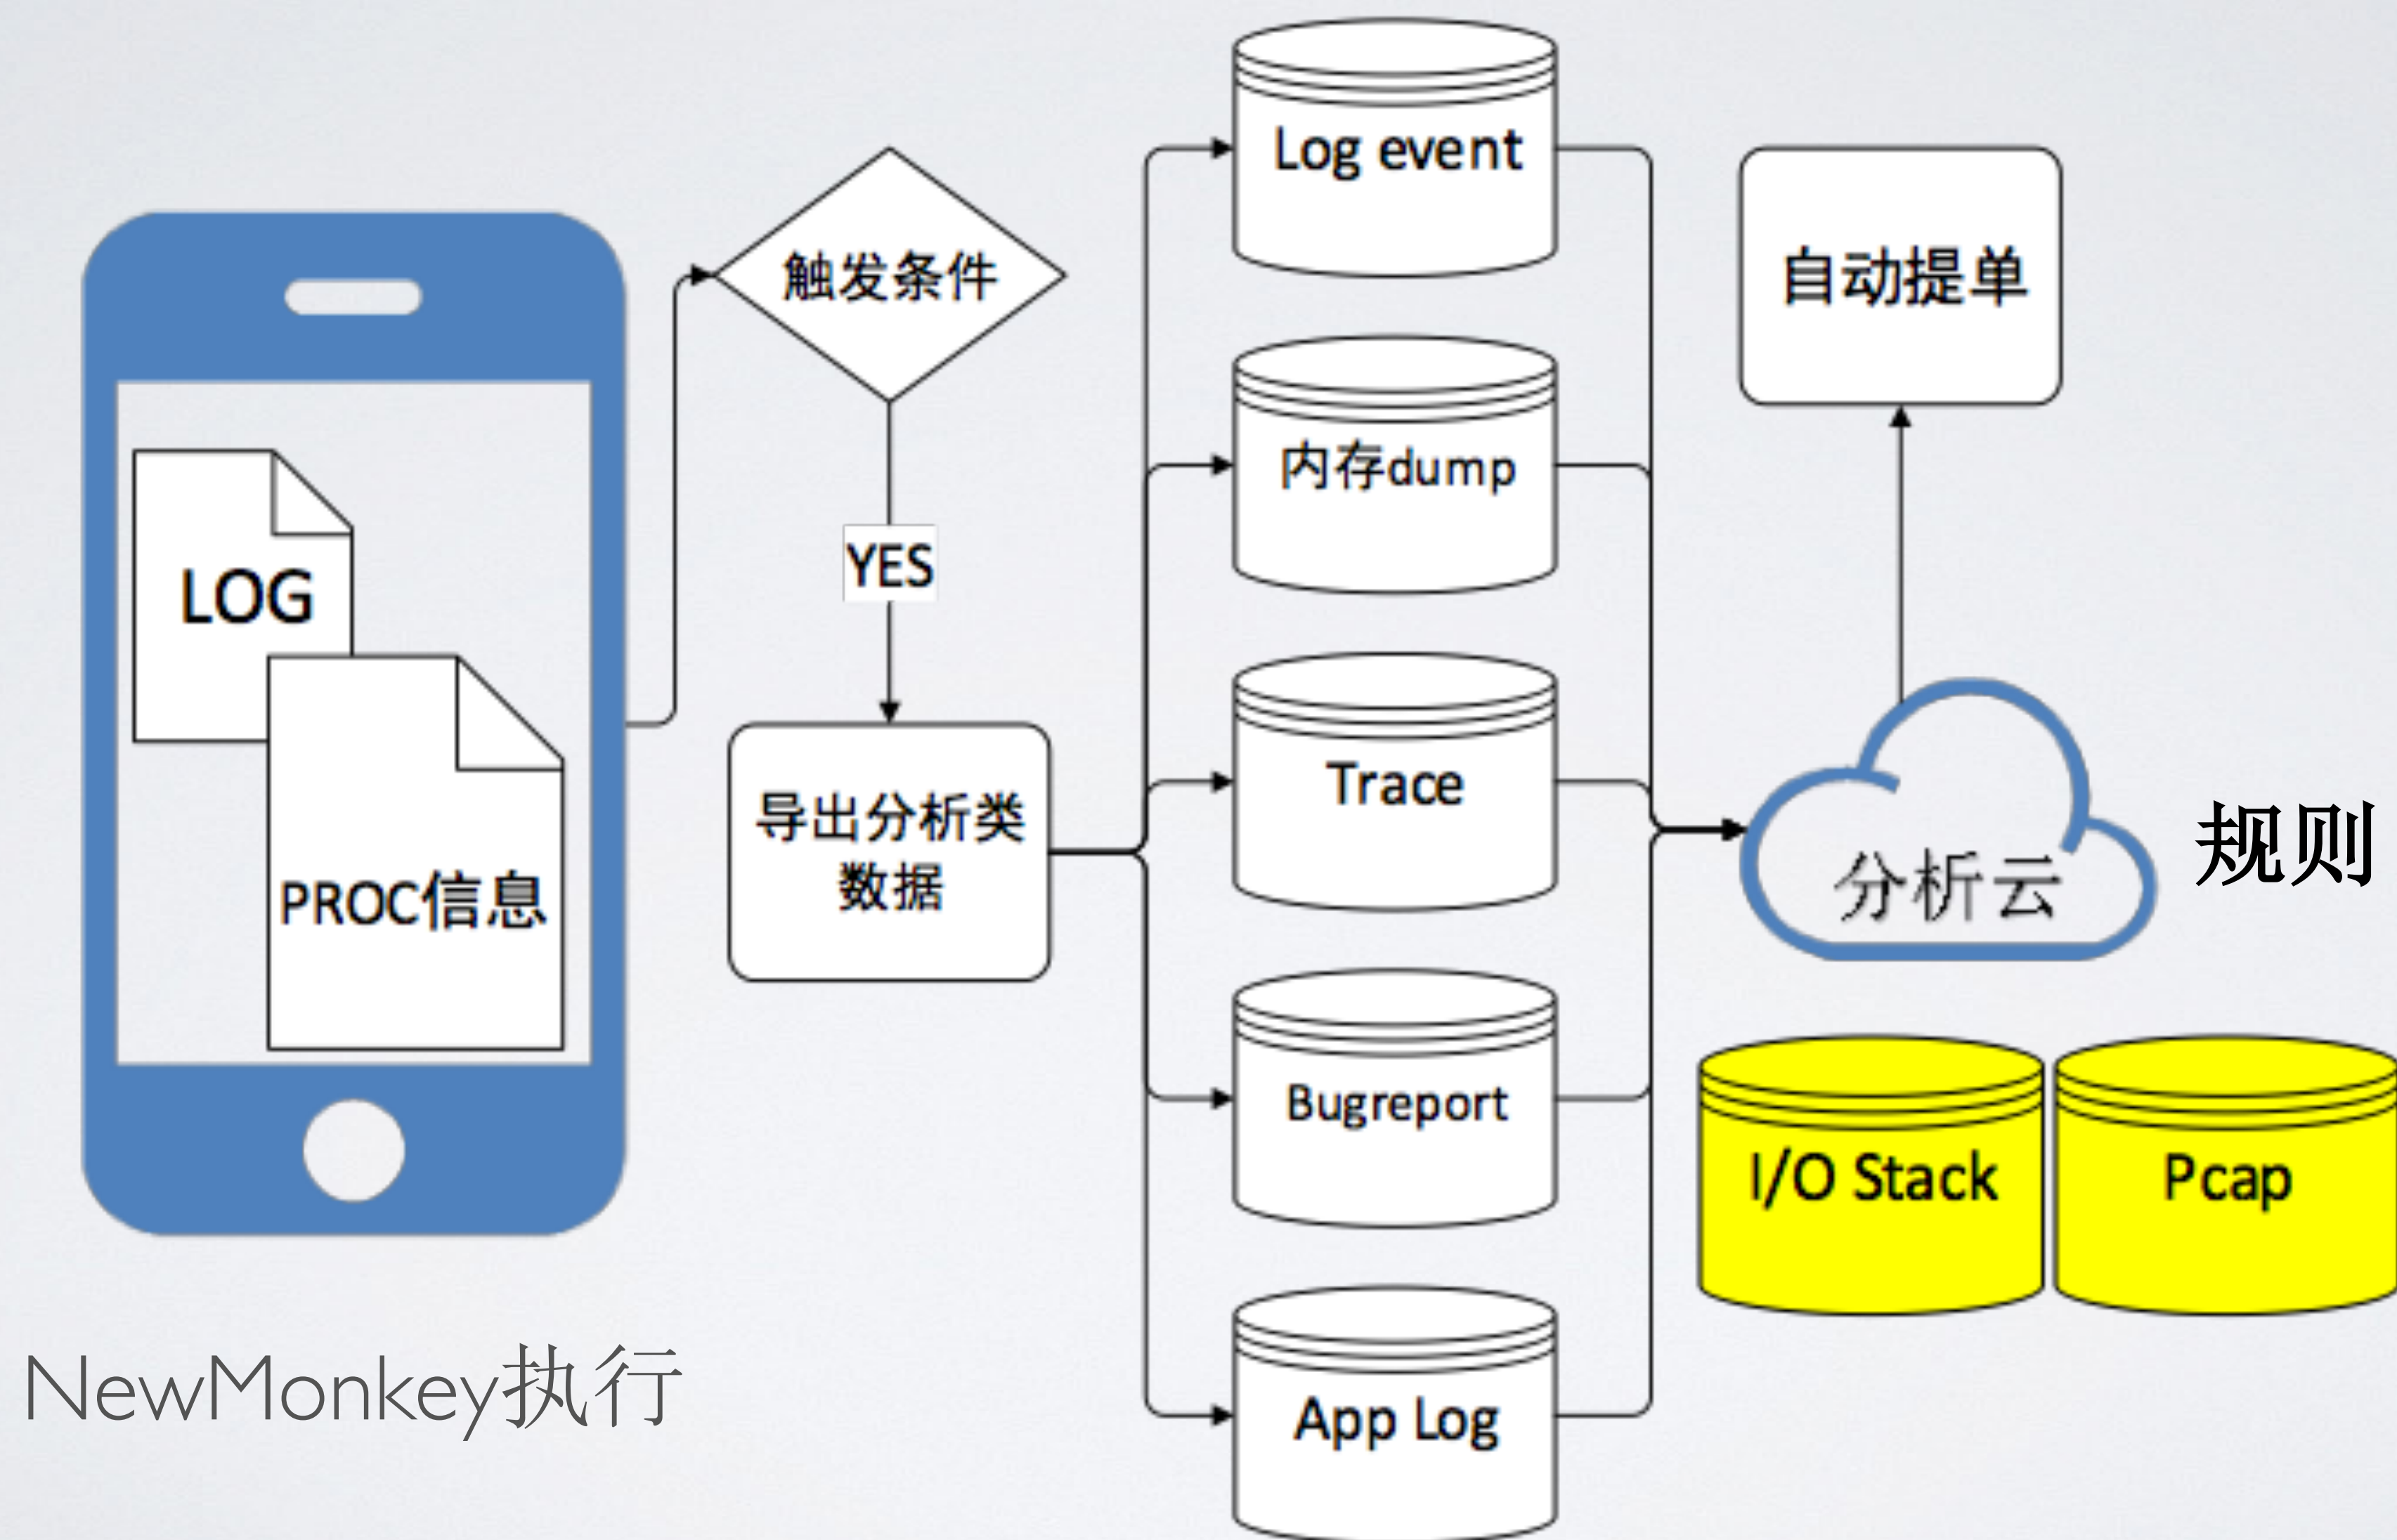 LOG
PROC信息
NewMonkey执行
触发条件
YES
导出分析类
数据
Log event
内存dump
Trace
Bugreport
App Log
自动提单
分析云
规则
I/O Stack
Pcap